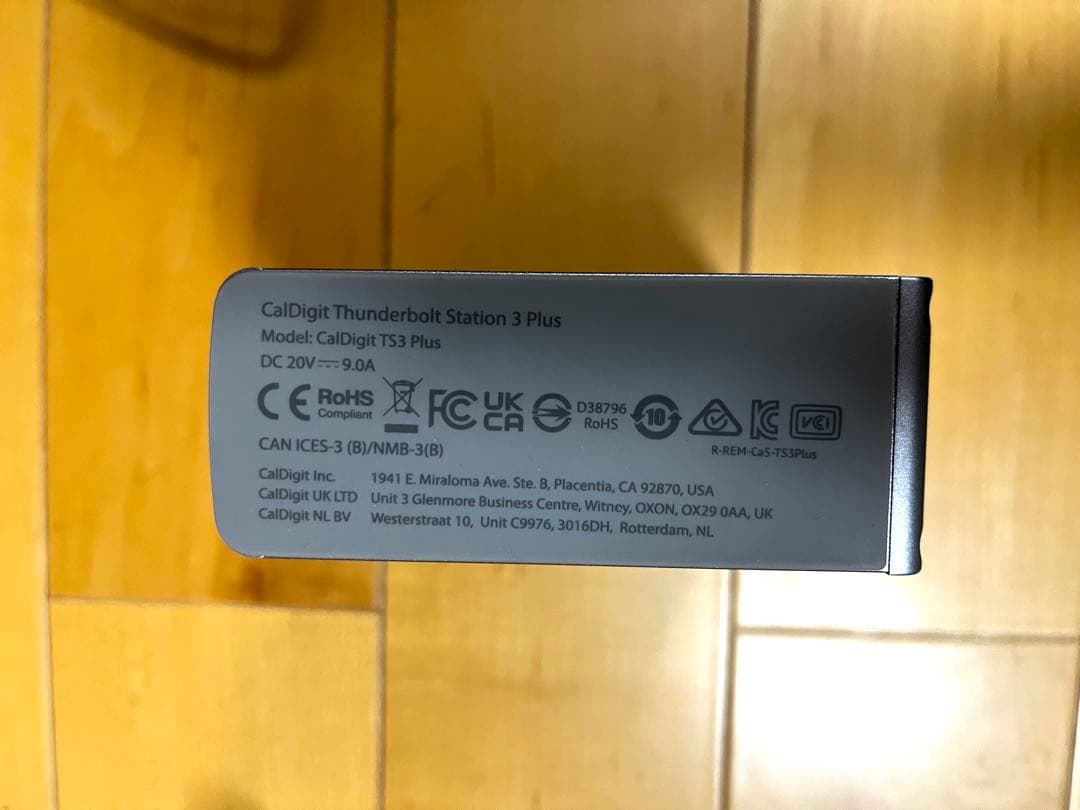 CalDigit Thunderbolt Station 3 Plus
Model: CalDigit TS3 Plus
DC 20V⎓9.0A
CE RoHS Compliant FC UK CA D38796 RoHS 10 KC VCI
R-REM-CaS-TS3Plus
CAN ICES-3 (B)/NMB-3(B)
CalDigit Inc. 1941 E. Miraloma Ave. Ste. B, Placentia, CA 92870, USA
CalDigit UK LTD Unit 3 Glenmore Business Centre, Witney, OXON, OX29 0AA, UK
CalDigit NL BV Westerstraat 10, Unit C9976, 3016DH, Rotterdam, NL